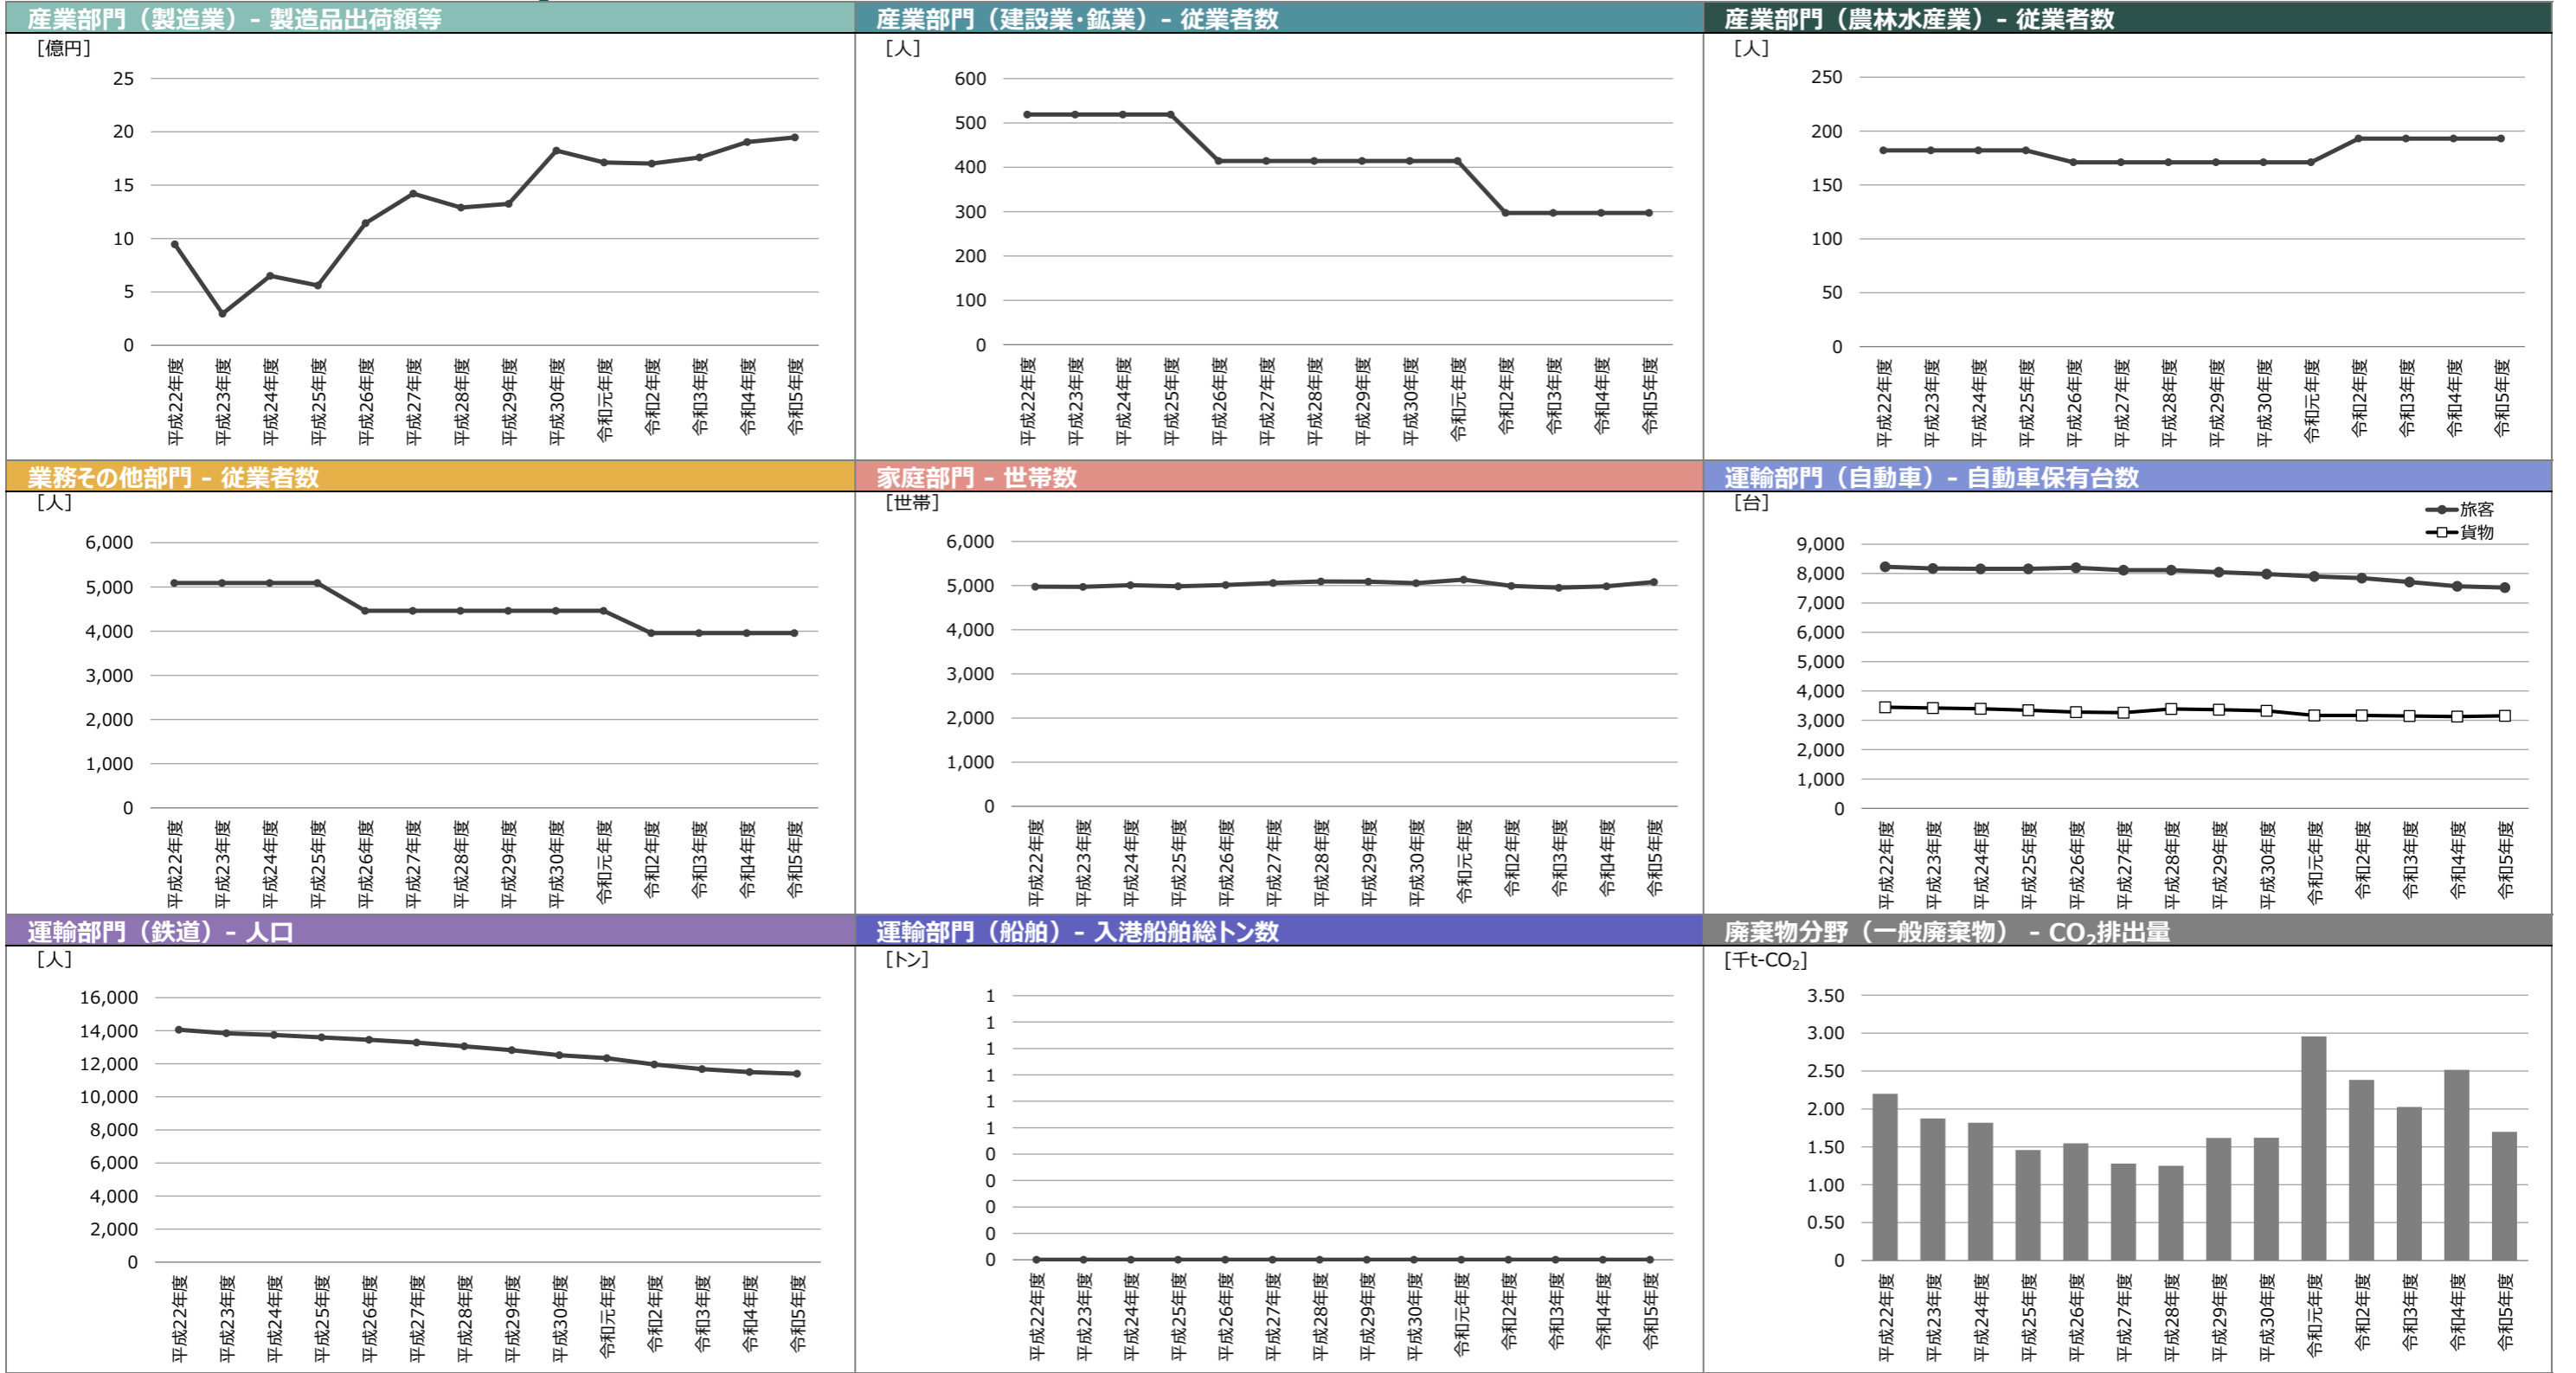 産業部門（製造業）- 製造品出荷額等
[億円]
25
20
15
10
5
0
平成22年度
平成23年度
平成24年度
平成25年度
平成26年度
平成27年度
平成28年度
平成29年度
平成30年度
令和元年度
令和2年度
令和3年度
令和4年度
令和5年度
産業部門（建設業・鉱業）- 従業者数
[人]
600
500
400
300
200
100
0
平成22年度
平成23年度
平成24年度
平成25年度
平成26年度
平成27年度
平成28年度
平成29年度
平成30年度
令和元年度
令和2年度
令和3年度
令和4年度
令和5年度
産業部門（農林水産業）- 従業者数
[人]
250
200
150
100
50
0
平成22年度
平成23年度
平成24年度
平成25年度
平成26年度
平成27年度
平成28年度
平成29年度
平成30年度
令和元年度
令和2年度
令和3年度
令和4年度
令和5年度
業務その他部門 - 従業者数
[人]
6,000
5,000
4,000
3,000
2,000
1,000
0
平成22年度
平成23年度
平成24年度
平成25年度
平成26年度
平成27年度
平成28年度
平成29年度
平成30年度
令和元年度
令和2年度
令和3年度
令和4年度
令和5年度
家庭部門 - 世帯数
[世帯]
6,000
5,000
4,000
3,000
2,000
1,000
0
平成22年度
平成23年度
平成24年度
平成25年度
平成26年度
平成27年度
平成28年度
平成29年度
平成30年度
令和元年度
令和2年度
令和3年度
令和4年度
令和5年度
運輸部門（自動車）- 自動車保有台数
[台]
旅客
貨物
9,000
8,000
7,000
6,000
5,000
4,000
3,000
2,000
1,000
0
平成22年度
平成23年度
平成24年度
平成25年度
平成26年度
平成27年度
平成28年度
平成29年度
平成30年度
令和元年度
令和2年度
令和3年度
令和4年度
令和5年度
運輸部門（鉄道）- 人口
[人]
16,000
14,000
12,000
10,000
8,000
6,000
4,000
2,000
0
平成22年度
平成23年度
平成24年度
平成25年度
平成26年度
平成27年度
平成28年度
平成29年度
平成30年度
令和元年度
令和2年度
令和3年度
令和4年度
令和5年度
運輸部門（船舶）- 入港船舶総トン数
[トン]
1
1
1
1
1
1
0
0
0
0
0
平成22年度
平成23年度
平成24年度
平成25年度
平成26年度
平成27年度
平成28年度
平成29年度
平成30年度
令和元年度
令和2年度
令和3年度
令和4年度
令和5年度
廃棄物分野（一般廃棄物） - CO₂排出量
[千t-CO₂]
3.50
3.00
2.50
2.00
1.50
1.00
0.50
0
平成22年度
平成23年度
平成24年度
平成25年度
平成26年度
平成27年度
平成28年度
平成29年度
平成30年度
令和元年度
令和2年度
令和3年度
令和4年度
令和5年度